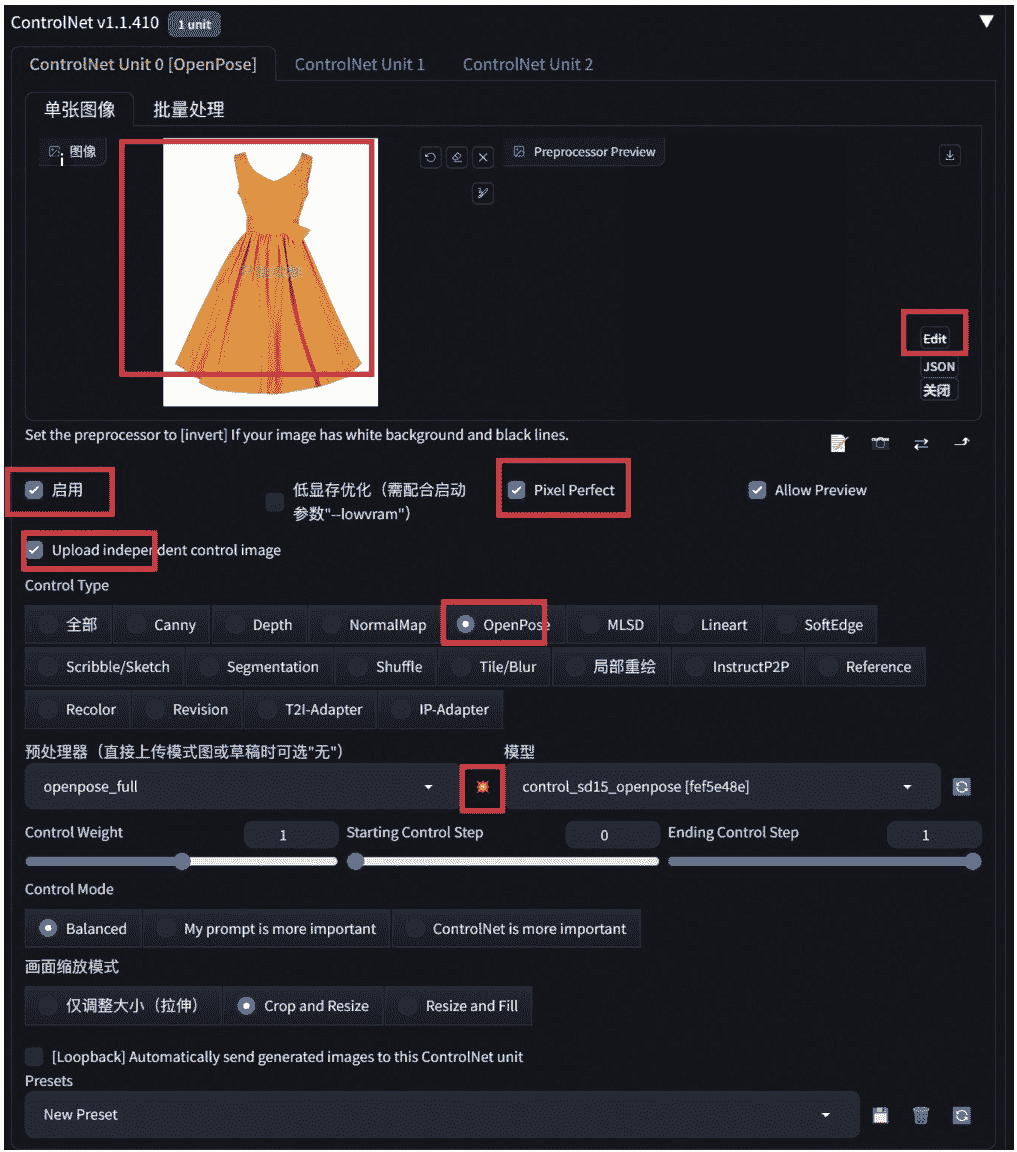 ControlNet v1.1.410
1 unit
ControlNet Unit 0 [OpenPose]
ControlNet Unit 1
ControlNet Unit 2
单张图像
批量处理
图像
Preprocessor Preview
Edit
JSON
关闭
Set the preprocessor to [invert] If your image has white background and black lines.
启用
低显存优化（需配合启动
参数"--lowvram"）
Pixel Perfect
Allow Preview
Upload independent control image
Control Type
全部
Canny
Depth
NormalMap
OpenPose
MLSD
Lineart
SoftEdge
Scribble/Sketch
Segmentation
Shuffle
Tile/Blur
局部重绘
InstructP2P
Reference
Recolor
Revision
T2I-Adapter
IP-Adapter
预处理器（直接上传模式图或草稿时可选"无"）
模型
openpose_full
control_sd15_openpose [fef5e48e]
Control Weight
1
Starting Control Step
0
Ending Control Step
1
Control Mode
Balanced
My prompt is more important
ControlNet is more important
画面缩放模式
仅调整大小（拉伸）
Crop and Resize
Resize and Fill
[Loopback] Automatically send generated images to this ControlNet unit
Presets
New Preset